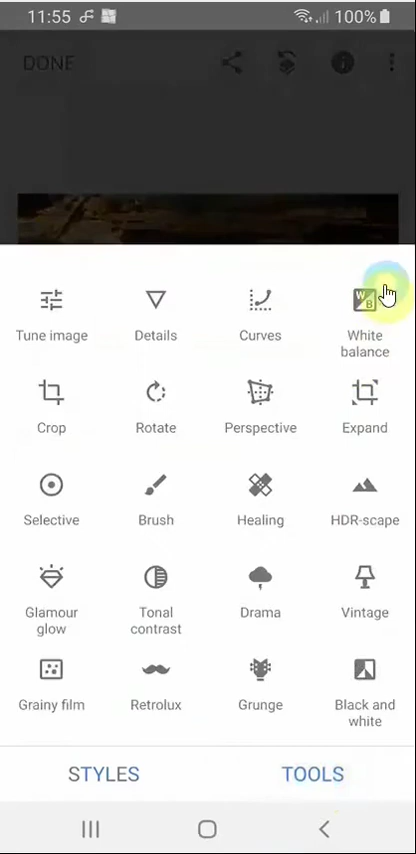 11:55 100%
DONE
Tune image Details Curves White
balance
Crop Rotate Perspective Expand
Selective Brush Healing HDR-scape
Glamour Tonal Drama Vintage
glow contrast
Grainy film Retrolux Grunge Black and
white
STYLES TOOLS